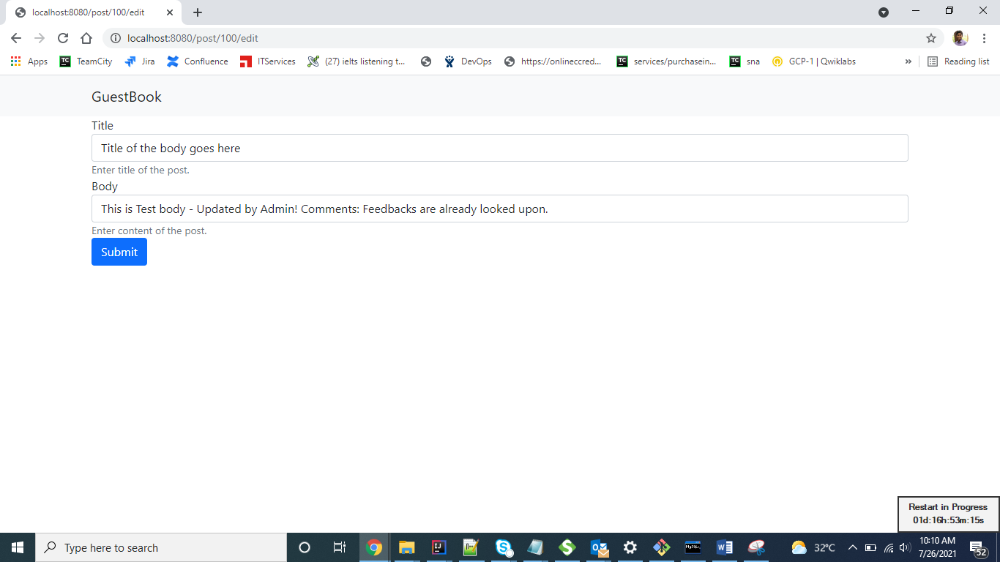 localhost:8080/post/100/edit
localhost:8080/post/100/edit
Apps TeamCity Jira Confluence ITServices (27) ielts listening t... DevOps https://onlineccred... services/purchasein... sna GCP-1 | Qwiklabs » Reading list
GuestBook
Title
Title of the body goes here
Enter title of the post.
Body
This is Test body - Updated by Admin! Comments: Feedbacks are already looked upon.
Enter content of the post.
Submit
Restart in Progress
01d:16h:53m:15s
Type here to search
32°C
10:10 AM
7/26/2021
52